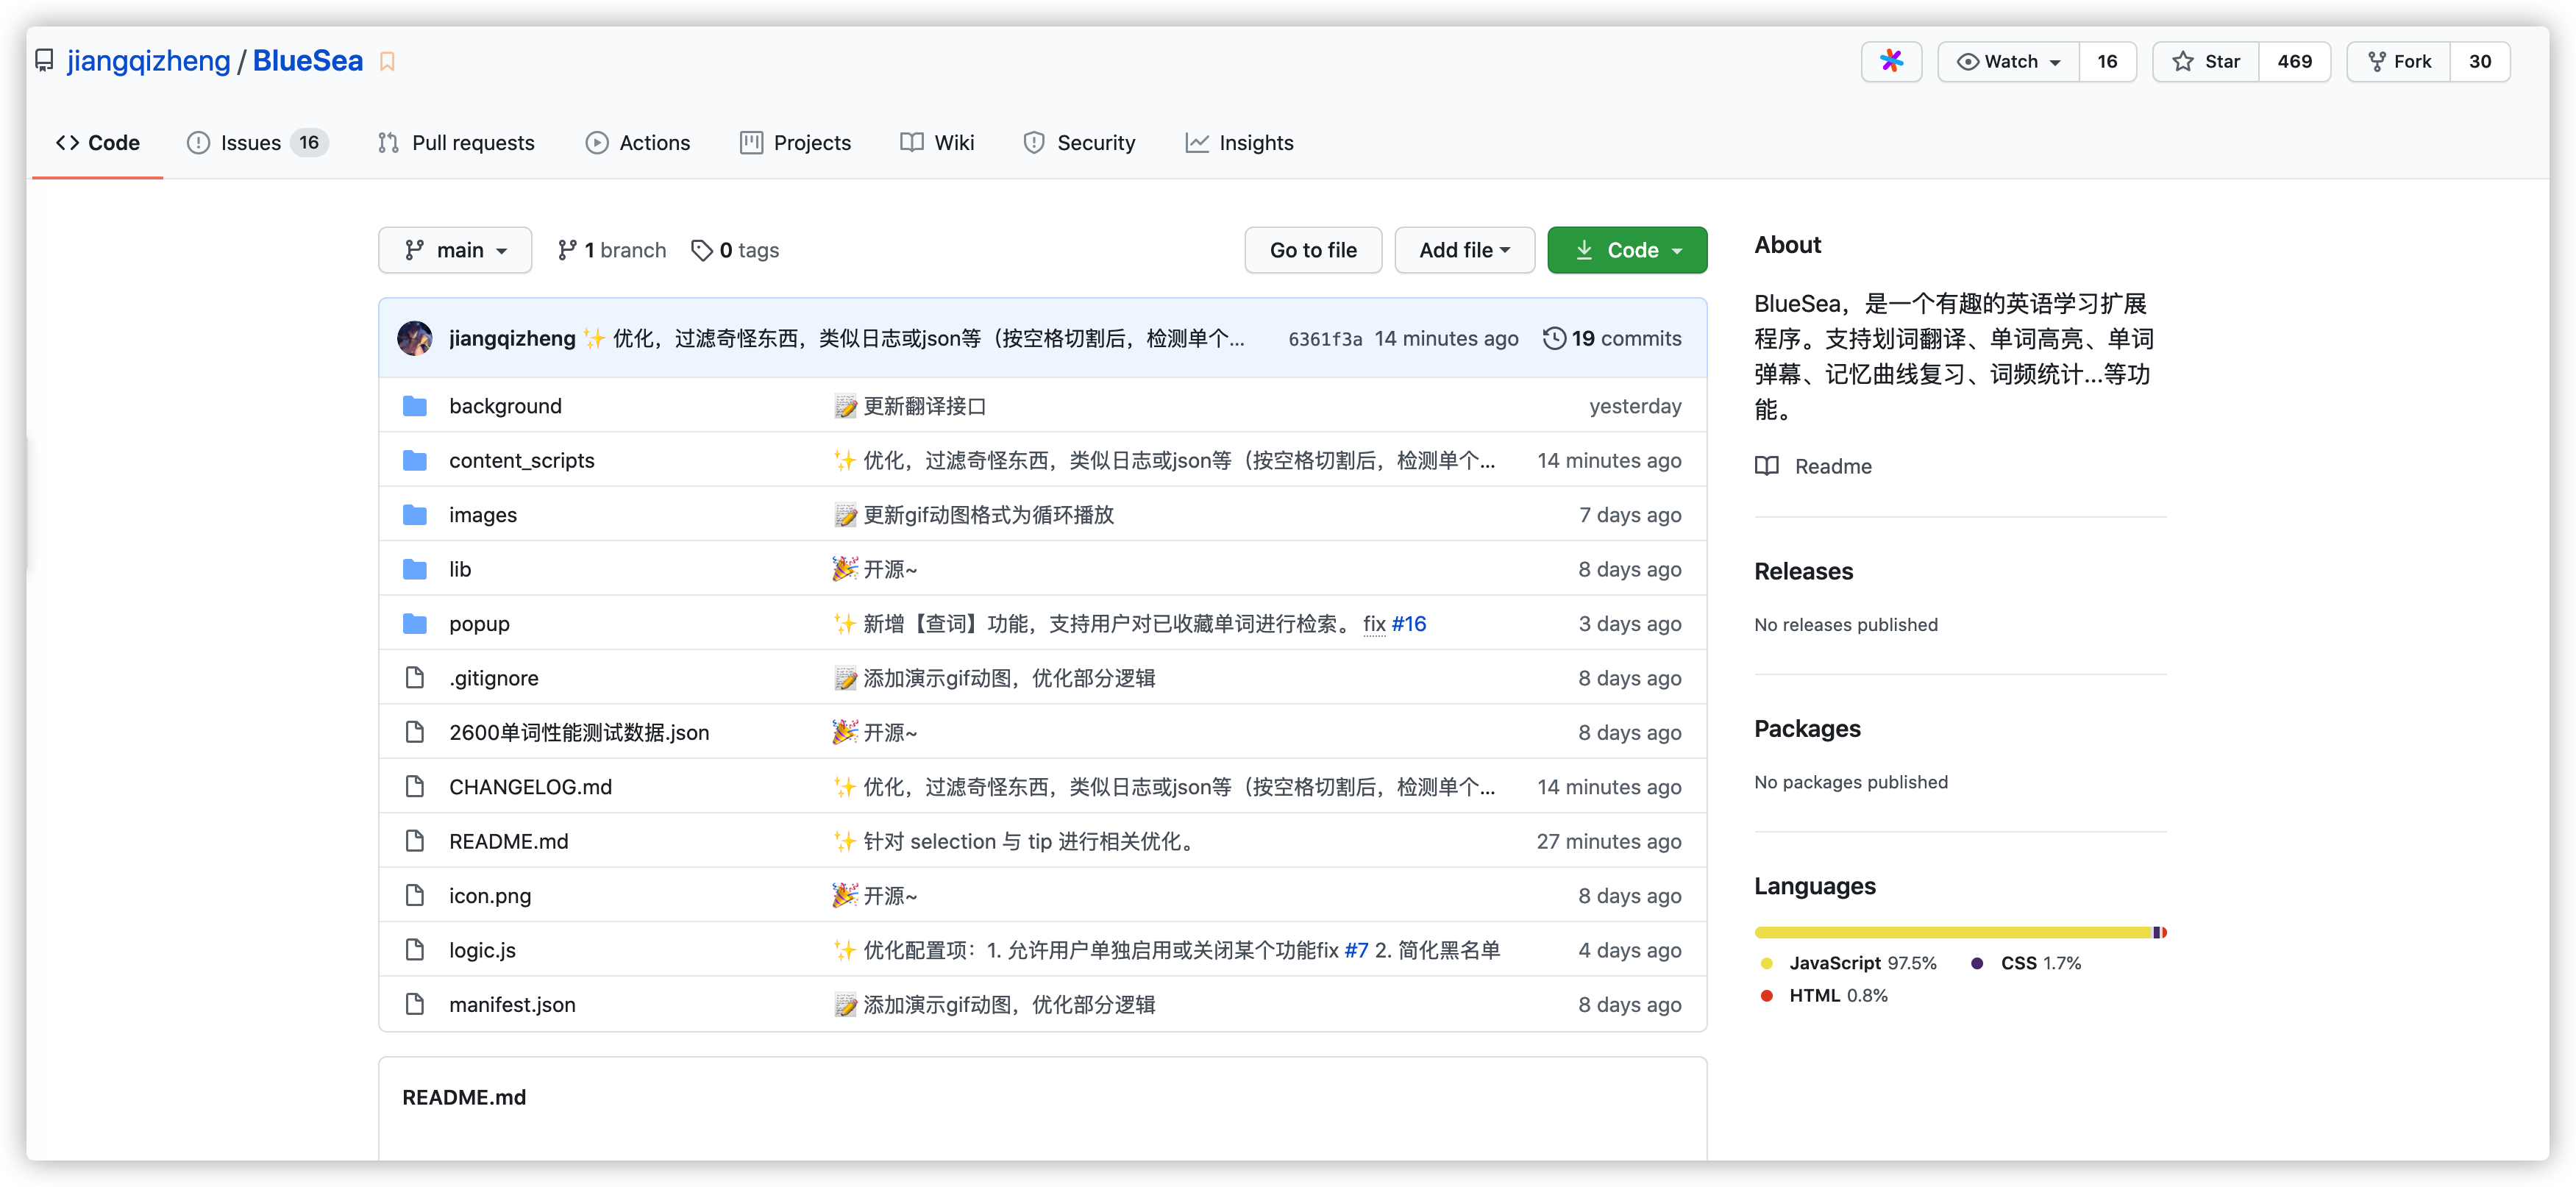 jiangqizheng / BlueSea
Watch 16 Star 469 Fork 30
Code Issues 16 Pull requests Actions Projects Wiki Security Insights
main 1 branch 0 tags Go to file Add file Code
jiangqizheng ✨ 优化，过滤奇怪东西，类似日志或json等（按空格切割后，检测单个... 6361f3a 14 minutes ago 19 commits
background 📝 更新翻译接口 yesterday
content_scripts ✨ 优化，过滤奇怪东西，类似日志或json等（按空格切割后，检测单个... 14 minutes ago
images 📝 更新gif动图格式为循环播放 7 days ago
lib 🎉 开源~ 8 days ago
popup ✨ 新增【查词】功能，支持用户对已收藏单词进行检索。 fix #16 3 days ago
.gitignore 📝 添加演示gif动图，优化部分逻辑 8 days ago
2600单词性能测试数据.json 🎉 开源~ 8 days ago
CHANGELOG.md ✨ 优化，过滤奇怪东西，类似日志或json等（按空格切割后，检测单个... 14 minutes ago
README.md ✨ 针对 selection 与 tip 进行相关优化。 27 minutes ago
icon.png 🎉 开源~ 8 days ago
logic.js ✨ 优化配置项：1. 允许用户单独启用或关闭某个功能fix #7 2. 简化黑名单 4 days ago
manifest.json 📝 添加演示gif动图，优化部分逻辑 8 days ago
README.md
About
BlueSea，是一个有趣的英语学习扩展
程序。支持划词翻译、单词高亮、单词
弹幕、记忆曲线复习、词频统计...等功
能。
Readme
Releases
No releases published
Packages
No packages published
Languages
JavaScript 97.5% CSS 1.7%
HTML 0.8%